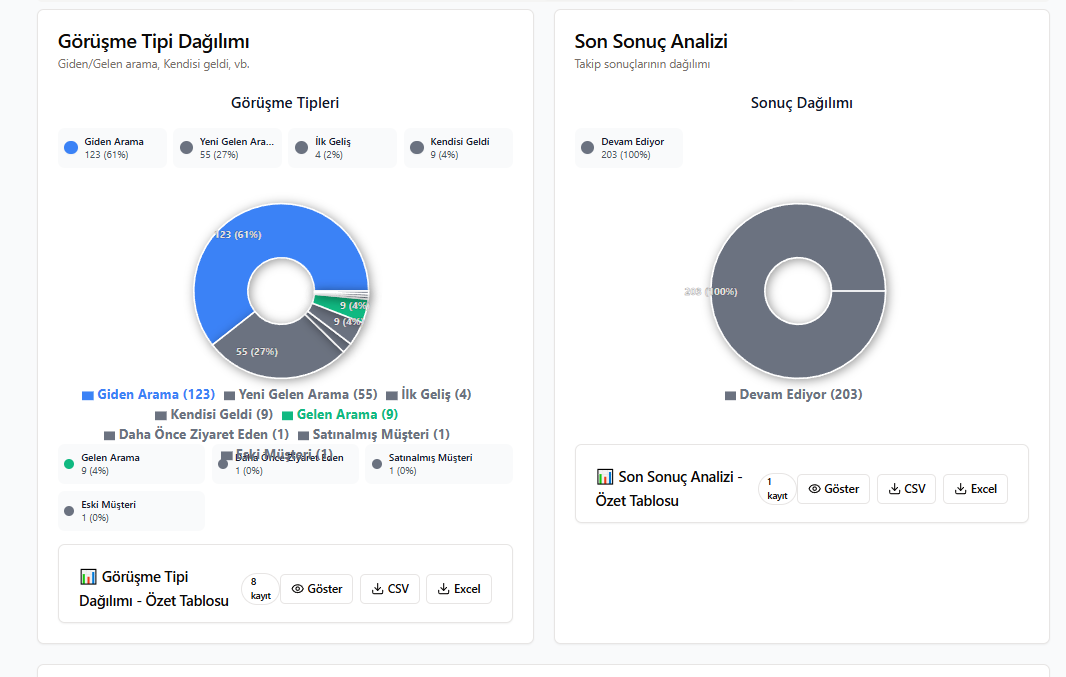 Görüşme Tipi Dağılımı
Giden/Gelen arama, Kendisi geldi, vb.
Görüşme Tipleri
Giden Arama
123 (61%)
Yeni Gelen Ara...
55 (27%)
İlk Geliş
4 (2%)
Kendisi Geldi
9 (4%)
123 (61%)
9 (4%)
9 (4%)
55 (27%)
Giden Arama (123) Yeni Gelen Arama (55) İlk Geliş (4)
Kendisi Geldi (9) Gelen Arama (9)
Daha Önce Ziyaret Eden (1) Satınalmış Müşteri (1)
Eski Müşteri (1)
Gelen Arama
9 (4%)
Daha Önce Ziyaret Eden
1 (0%)
Satınalmış Müşteri
1 (0%)
Eski Müşteri
1 (0%)
Görüşme Tipi
Dağılımı - Özet Tablosu
8
kayıt
Göster
CSV
Excel
Son Sonuç Analizi
Takip sonuçlarının dağılımı
Sonuç Dağılımı
Devam Ediyor
203 (100%)
203 (100%)
Devam Ediyor (203)
Son Sonuç Analizi -
Özet Tablosu
1
kayıt
Göster
CSV
Excel